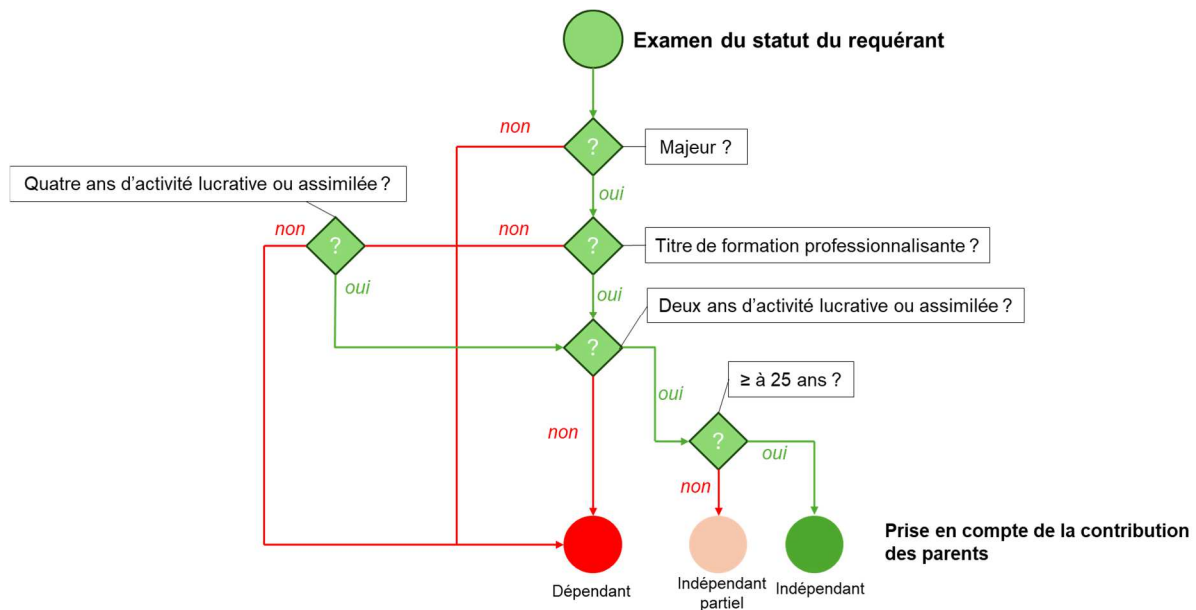 Examen du statut du requérant
non
?
Majeur ?
Quatre ans d'activité lucrative ou assimilée ?
oui
non
?
non
?
Titre de formation professionnalisante ?
oui
oui
Deux ans d'activité lucrative ou assimilée ?
?
≥ à 25 ans ?
oui
non
?
oui
non
Prise en compte de la contribution
des parents
Dépendant
Indépendant
partiel
Indépendant